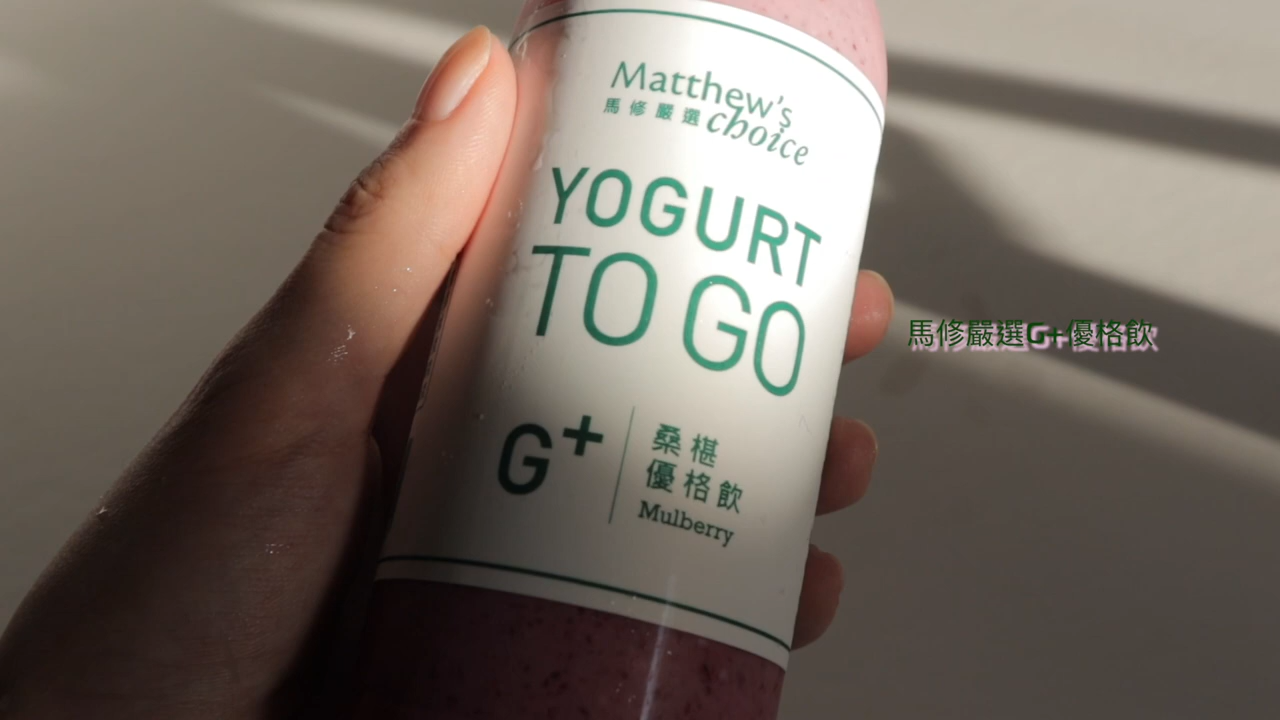 Matthew's
馬修嚴選 choice
YOGURT
TO GO
G+
桑椹
優格飲
Mulberry
馬修嚴選G+優格飲